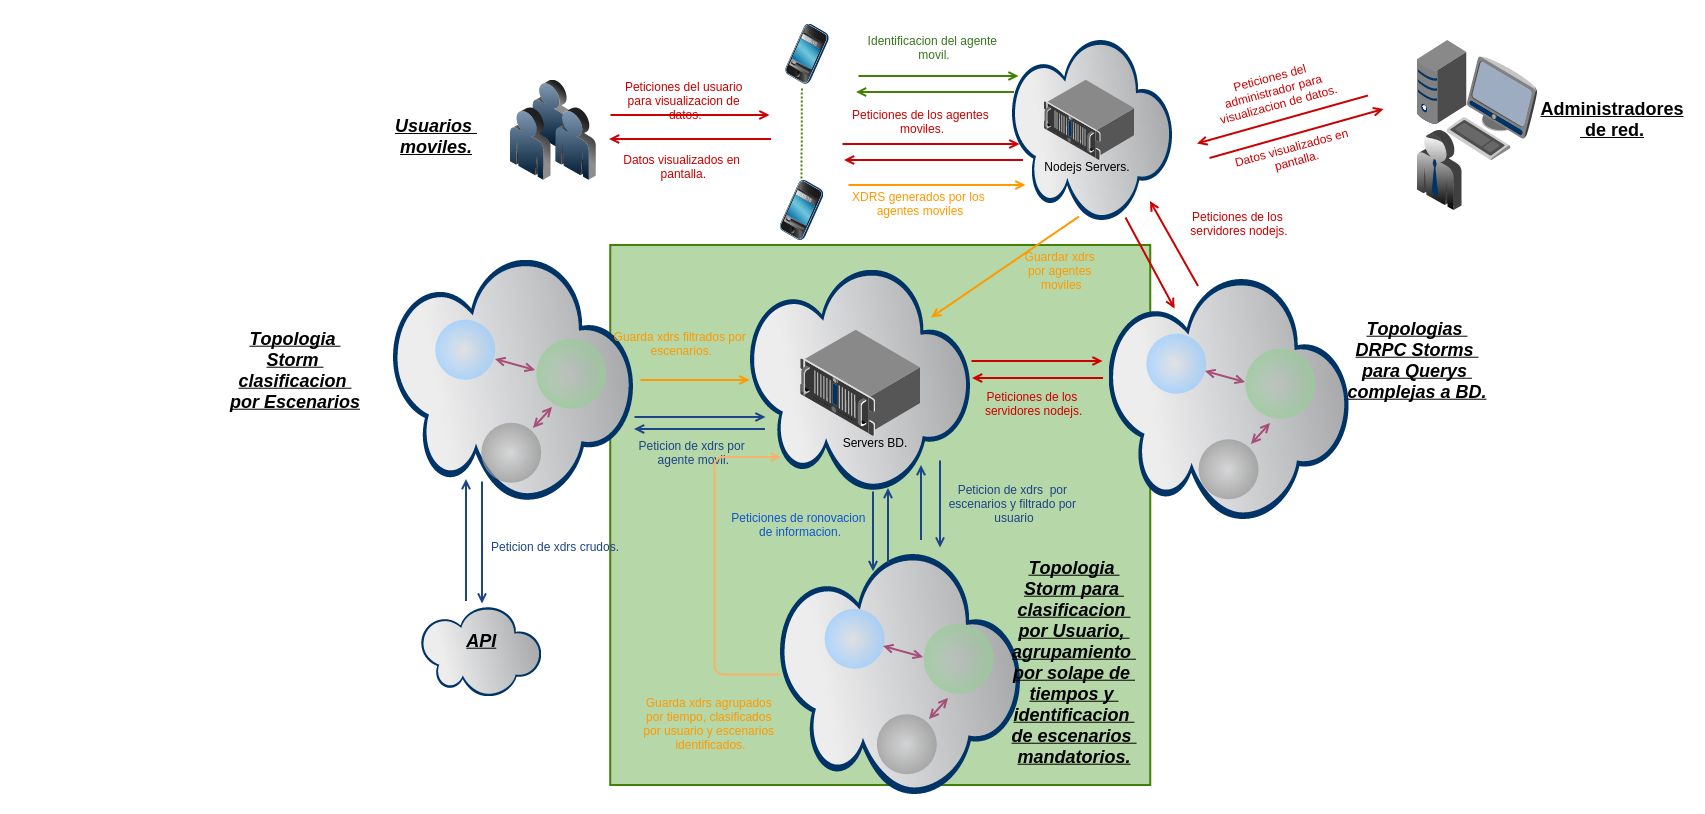 Identificacion del agente
movil.
Peticiones del usuario
para visualizacion de
datos.
Usuarios
moviles.
Datos visualizados en
pantalla.
Peticiones de los agentes
moviles.
XDRS generados por los
agentes moviles
Nodejs Servers.
Peticiones del
administrador para
visualizacion de datos.
Datos visualizados en
pantalla.
Administradores
de red.
Peticiones de los
servidores nodejs.
Guardar xdrs
por agentes
moviles
Topologia
Storm
clasificacion
por Escenarios
Guarda xdrs filtrados por
escenarios.
Peticion de xdrs por
agente movil.
Servers BD.
Peticiones de los
servidores nodejs.
Topologias
DRPC Storms
para Querys
complejas a BD.
Peticion de xdrs crudos.
API
Peticiones de ronovacion
de informacion.
Peticion de xdrs  por
escenarios y filtrado por
usuario
Topologia
Storm para
clasificacion
por Usuario,
agrupamiento
por solape de
tiempos y
identificacion
de escenarios
mandatorios.
Guarda xdrs agrupados
por tiempo, clasificados
por usuario y escenarios
identificados.